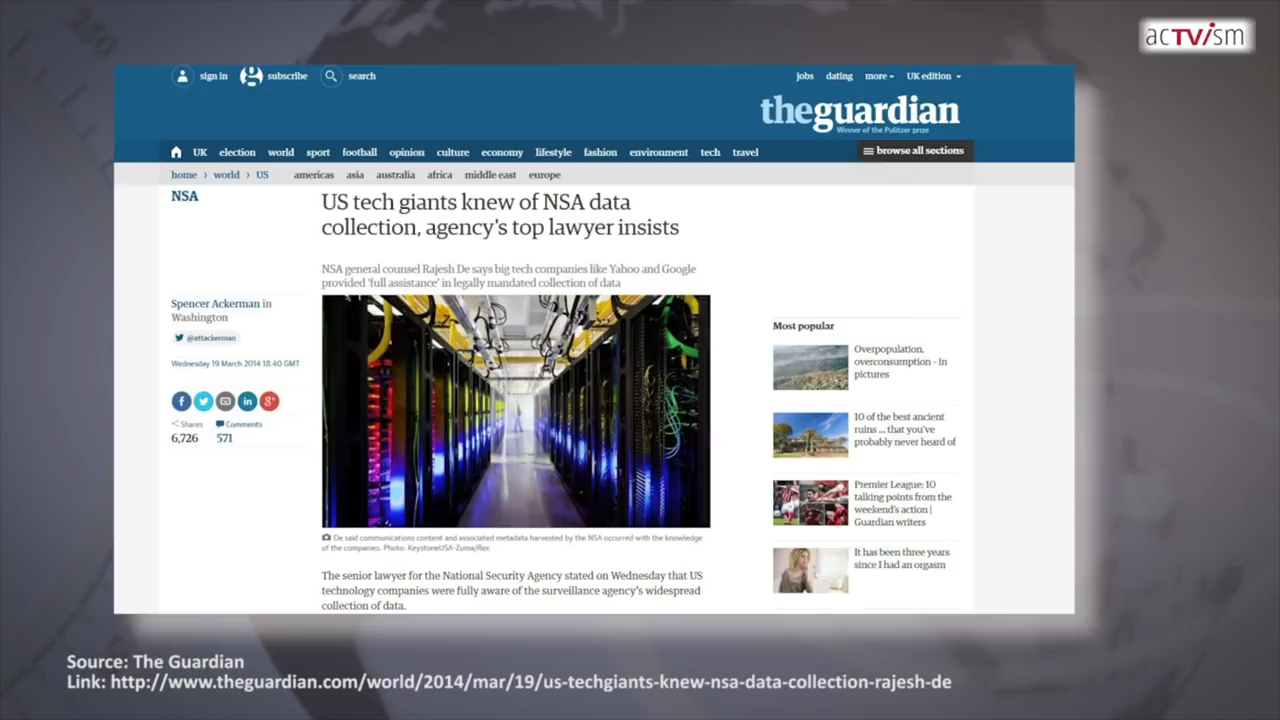 acTVism
sign in
subscribe
search
jobs
dating
more
UK edition
theguardian
Winner of the Pulitzer prize
UK
election
world
sport
football
opinion
culture
economy
lifestyle
fashion
environment
tech
travel
browse all sections
home › world › US
americas
asia
australia
africa
middle east
europe
NSA
US tech giants knew of NSA data
collection, agency's top lawyer insists
NSA general counsel Rajesh De says big tech companies like Yahoo and Google
provided 'full assistance' in legally mandated collection of data
Spencer Ackerman in
Washington
@attackerman
Wednesday 19 March 2014 18.40 GMT
Shares
6,726
Comments
571
De said communications content and associated metadata harvested by the NSA occurred with the knowledge
of the companies. Photo: KeystoneUSA-Zuma/Rex
The senior lawyer for the National Security Agency stated on Wednesday that US
technology companies were fully aware of the surveillance agency's widespread
collection of data.
Most popular
Overpopulation,
overconsumption - in
pictures
10 of the best ancient
ruins ... that you've
probably never heard of
Premier League: 10
talking points from the
weekend's action |
Guardian writers
It has been three years
since I had an orgasm
Source: The Guardian
Link: http://www.theguardian.com/world/2014/mar/19/us-techgiants-knew-nsa-data-collection-rajesh-de